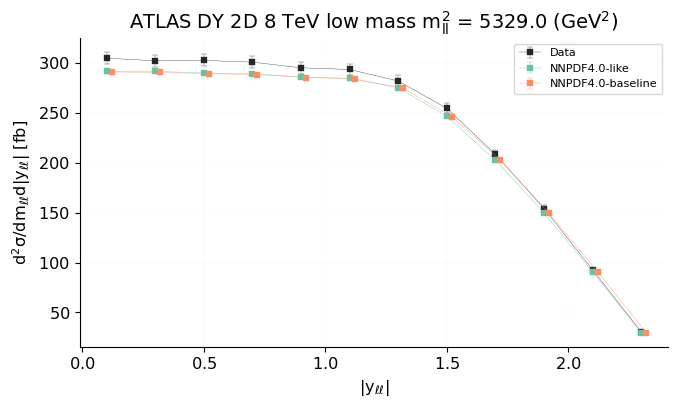 ATLAS DY 2D 8 TeV low mass m²ₗₗ = 5329.0 (GeV²)
Data
NNPDF4.0-like
NNPDF4.0-baseline
d²σ/dmℓℓd|yℓℓ| [fb]
300
250
200
150
100
50
0.0 0.5 1.0 1.5 2.0
|yℓℓ|